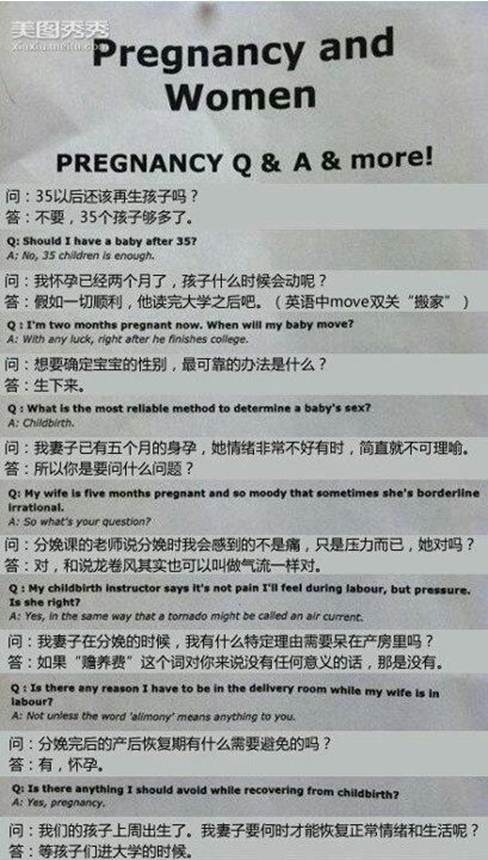 美图秀秀
xiuxiu.meitu.com
Pregnancy and
Women
PREGNANCY Q & A & more!
问：35以后还该再生孩子吗？
答：不要，35个孩子够多了。
Q: Should I have a baby after 35?
A: No, 35 children is enough.
问：我怀孕已经两个月了，孩子什么时候会动呢？
答：假如一切顺利，他读完大学之后吧。（英语中move双关“搬家”）
Q : I'm two months pregnant now. When will my baby move?
A: With any luck, right after he finishes college.
问：想要确定宝宝的性别，最可靠的办法是什么？
答：生下来。
Q : What is the most reliable method to determine a baby's sex?
A: Childbirth.
问：我妻子已有五个月的身孕，她情绪非常不好有时，简直就不可理喻。
答：所以你是要问什么问题？
Q: My wife is five months pregnant and so moody that sometimes she's borderline
irrational.
A: So what's your question?
问：分娩课的老师说分娩时我会感到的不是痛，只是压力而已，她对吗？
答：对，和说龙卷风其实也可以叫做气流一样对。
Q : My childbirth instructor says it's not pain I'll feel during labour, but pressure.
Is she right?
A: Yes, in the same way that a tornado might be called an air current.
问：我妻子在分娩的时候，我有什么特定理由需要呆在产房里吗？
答：如果“赡养费”这个词对你来说没有任何意义的话，那是没有。
Q : Is there any reason I have to be in the delivery room while my wife is in
labour?
A: Not unless the word 'alimony' means anything to you.
问：分娩完后的产后恢复期有什么需要避免的吗？
答：有，怀孕。
Q: Is there anything I should avoid while recovering from childbirth?
A: Yes, pregnancy.
问：我们的孩子上周出生了。我妻子要何时才能恢复正常情绪和生活呢？
答：等孩子们进大学的时候。